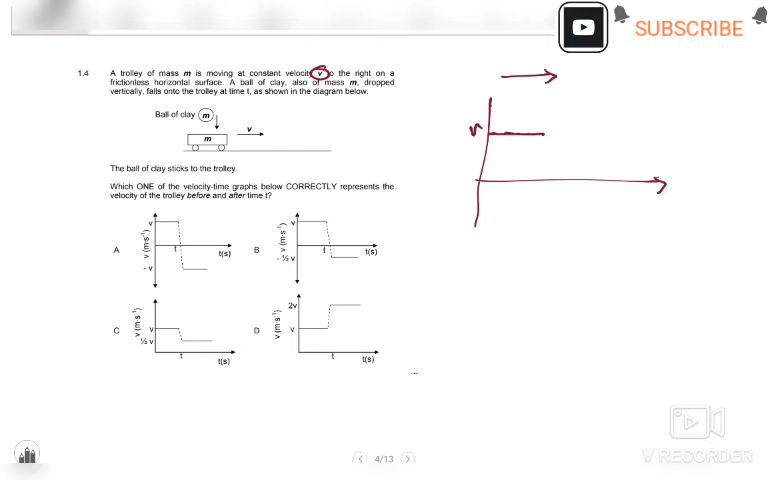 SUBSCRIBE
1.4 A trolley of mass m is moving at constant velocity v to the right on a
frictionless horizontal surface. A ball of clay, also of mass m, dropped
vertically, falls onto the trolley at time t, as shown in the diagram below.
Ball of clay m
v
m
The ball of clay sticks to the trolley.
Which ONE of the velocity-time graphs below CORRECTLY represents the
velocity of the trolley before and after time t?
A
v (m·s⁻¹)
v
t
t(s)
- v
B
v (m·s⁻¹)
v
t
t(s)
- ½ v
C
v (m·s⁻¹)
v
½ v
t
t(s)
D
v (m·s⁻¹)
2v
v
t
t(s)
4/13
V RECORDER